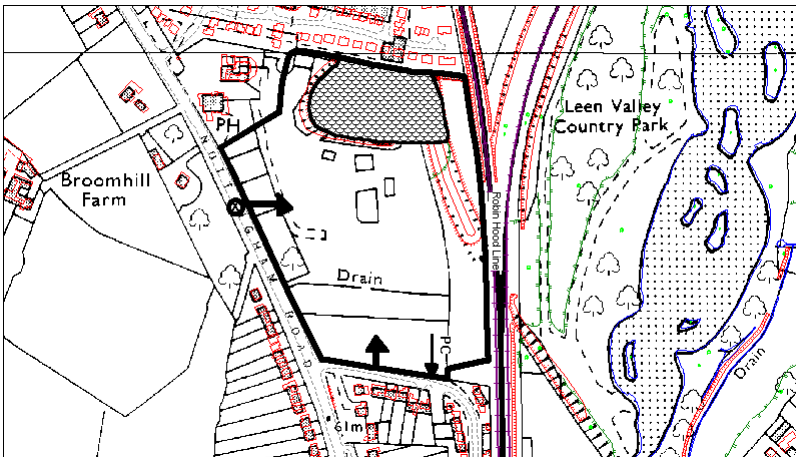 PH
Leen Valley
Country Park
Broomhill
Farm
NOTTINGHAM ROAD
Robin Hood Line
Drain
PC
Drain
61m